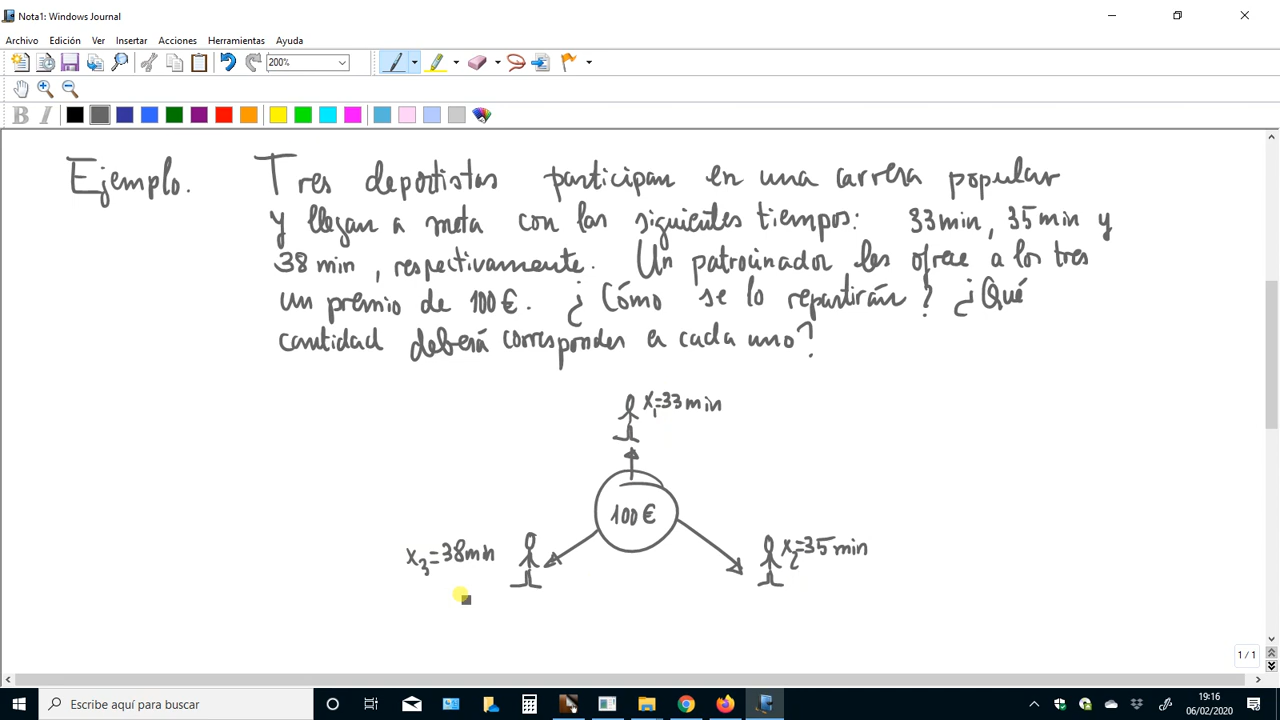 Nota1: Windows Journal
Archivo Edición Ver Insertar Acciones Herramientas Ayuda
200%
B I
Ejemplo. Tres deportistas participan en una carrera popular
y llegan a meta con los siguientes tiempos: 33 min, 35 min y
38 min, respectivamente. Un patrocinador les ofrece a los tres
un premio de 100 €. ¿Cómo se lo repartirán? ¿Qué
cantidad deberá corresponder a cada uno?
x₁=33 min
100 €
x₃=38 min
x₂=35 min
1 / 1
Escribe aquí para buscar
19:16
06/02/2020